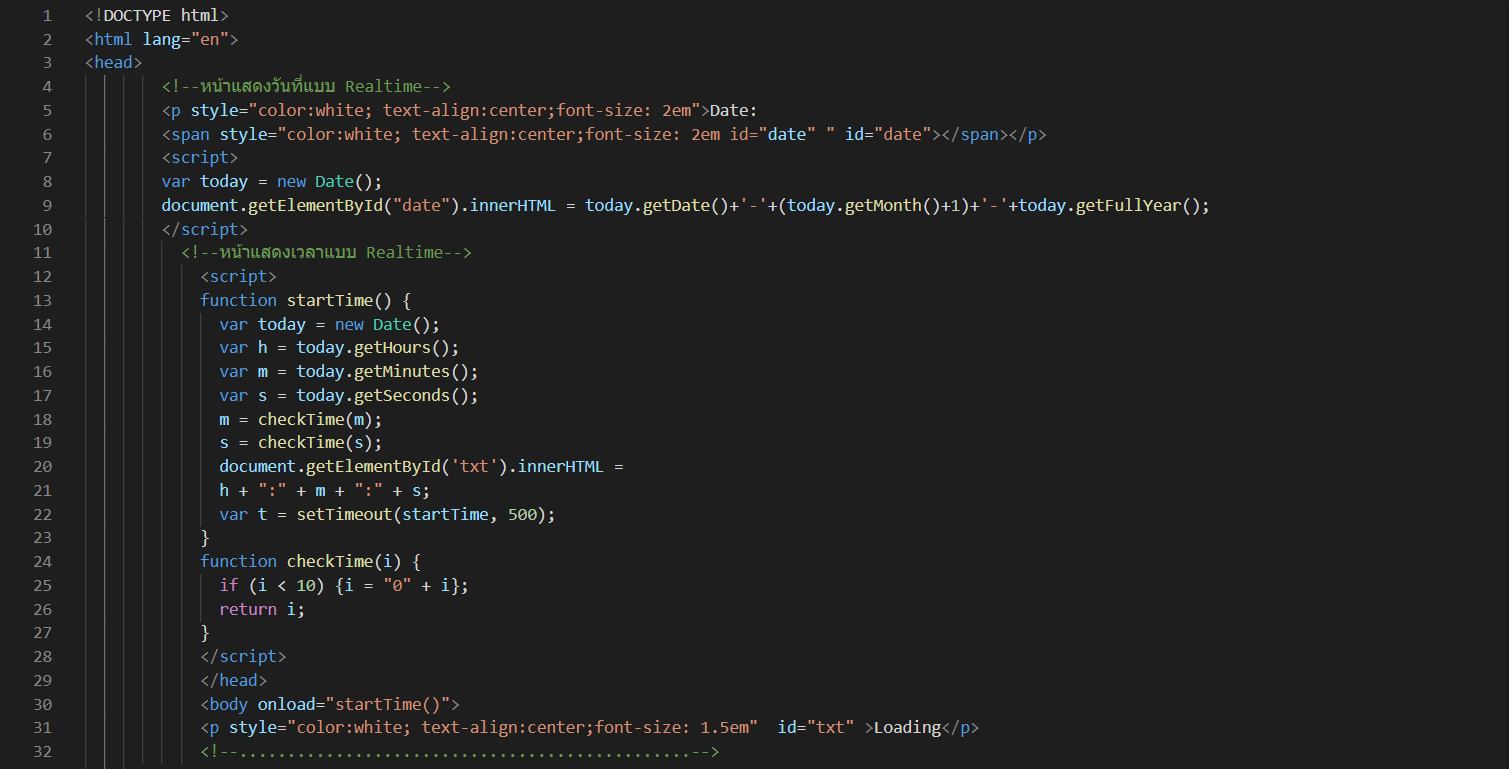 1 <!DOCTYPE html>
2 <html lang="en">
3 <head>
4 <!--หน้าแสดงวันที่แบบ Realtime-->
5 <p style="color:white; text-align:center;font-size: 2em">Date:
6 <span style="color:white; text-align:center;font-size: 2em id="date" " id="date"></span></p>
7 <script>
8 var today = new Date();
9 document.getElementById("date").innerHTML = today.getDate()+'-'+(today.getMonth()+1)+'-'+today.getFullYear();
10 </script>
11 <!--หน้าแสดงเวลาแบบ Realtime-->
12 <script>
13 function startTime() {
14 var today = new Date();
15 var h = today.getHours();
16 var m = today.getMinutes();
17 var s = today.getSeconds();
18 m = checkTime(m);
19 s = checkTime(s);
20 document.getElementById('txt').innerHTML =
21 h + ":" + m + ":" + s;
22 var t = setTimeout(startTime, 500);
23 }
24 function checkTime(i) {
25 if (i < 10) {i = "0" + i};
26 return i;
27 }
28 </script>
29 </head>
30 <body onload="startTime()">
31 <p style="color:white; text-align:center;font-size: 1.5em"  id="txt" >Loading</p>
32 <!--...............................................-->